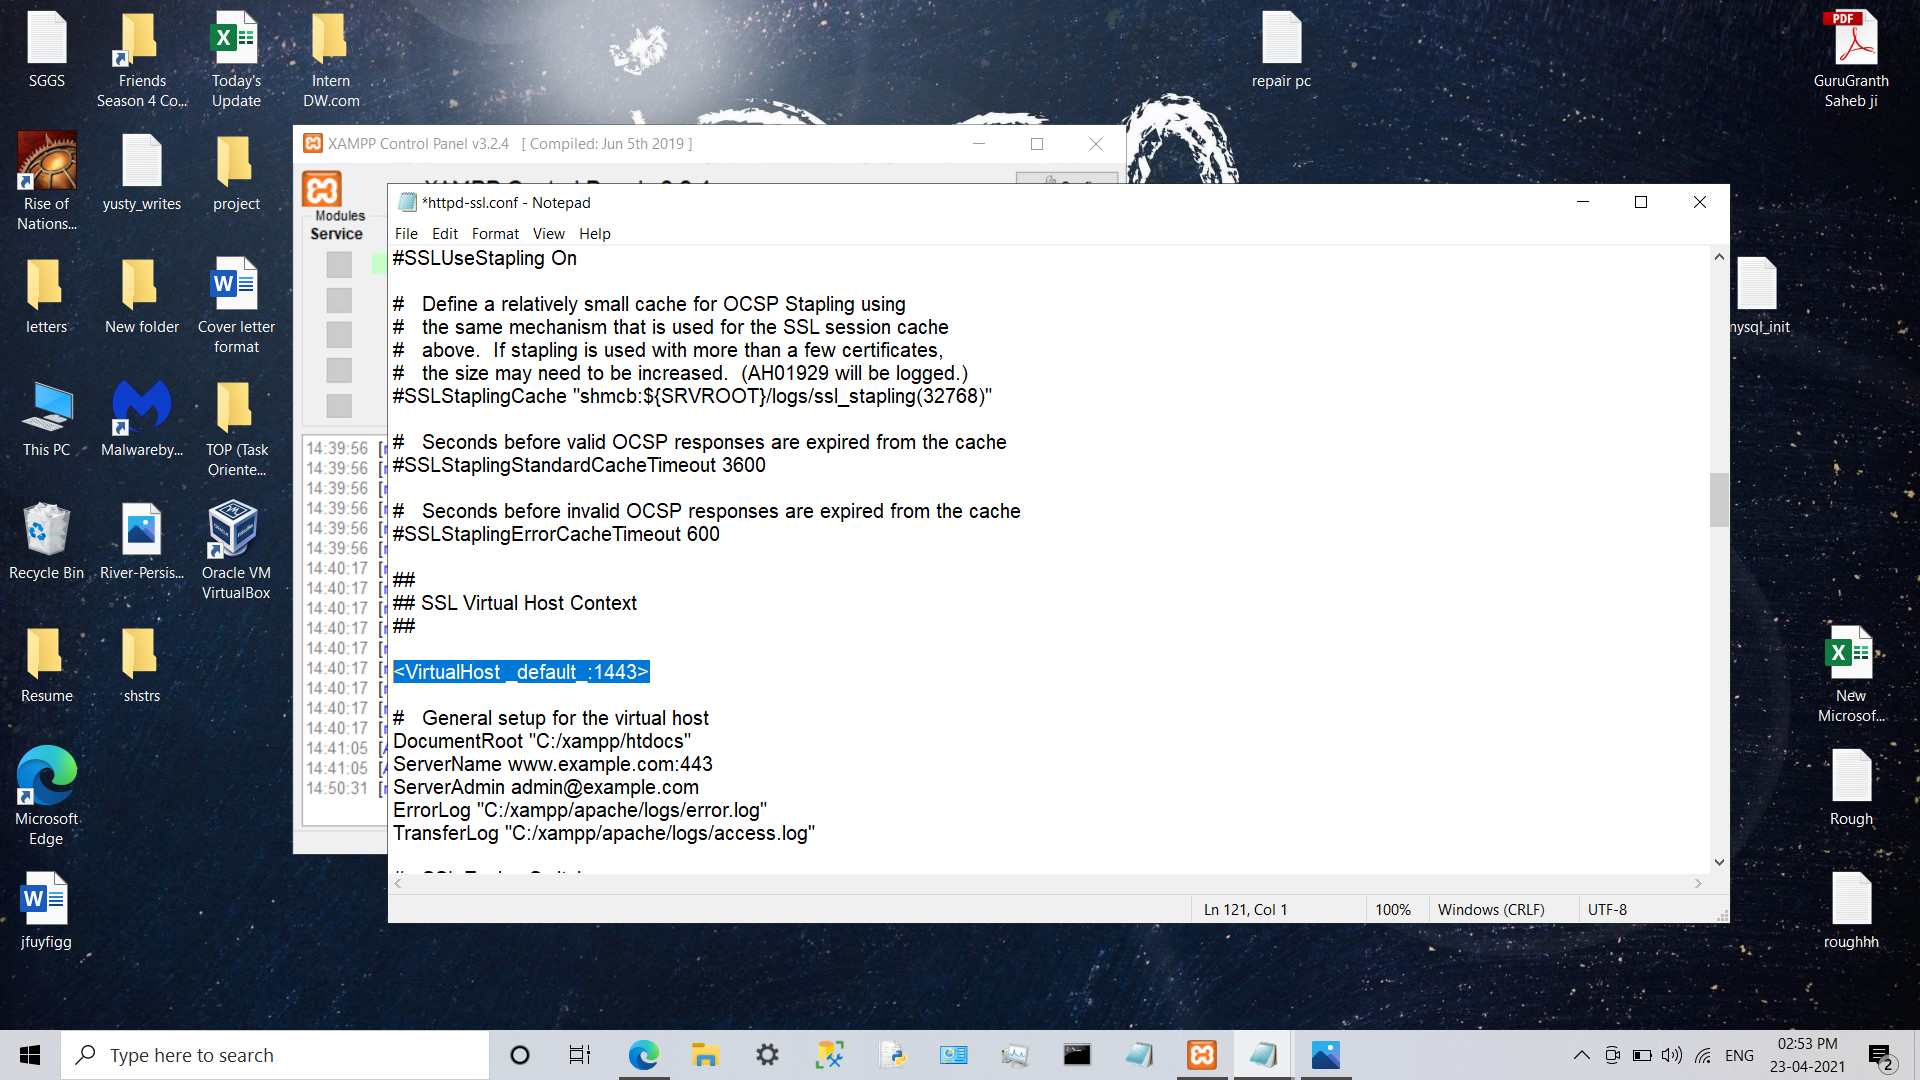 SGGS
Friends
Season 4 Co...
Today's
Update
Intern
DW.com
repair pc
PDF
GuruGranth
Saheb ji
Rise of
Nations...
yusty_writes
project
letters
New folder
Cover letter
format
This PC
Malwareby...
TOP (Task
Oriente...
Recycle Bin
River-Persis...
Oracle VM
VirtualBox
Resume
shstrs
Microsoft
Edge
jfuyfigg
XAMPP Control Panel v3.2.4 [ Compiled: Jun 5th 2019 ]
Modules
Service
14:39:56
14:39:56
14:39:56
14:39:56
14:39:56
14:39:56
14:40:17
14:40:17
14:40:17
14:40:17
14:40:17
14:40:17
14:40:17
14:40:17
14:40:17
14:41:05
14:41:05
14:50:31
*httpd-ssl.conf - Notepad
File Edit Format View Help
#SSLUseStapling On
#   Define a relatively small cache for OCSP Stapling using
#   the same mechanism that is used for the SSL session cache
#   above.  If stapling is used with more than a few certificates,
#   the size may need to be increased.  (AH01929 will be logged.)
#SSLStaplingCache "shmcb:${SRVROOT}/logs/ssl_stapling(32768)"
#   Seconds before valid OCSP responses are expired from the cache
#SSLStaplingStandardCacheTimeout 3600
#   Seconds before invalid OCSP responses are expired from the cache
#SSLStaplingErrorCacheTimeout 600
##
## SSL Virtual Host Context
##
<VirtualHost _default_:1443>
#   General setup for the virtual host
DocumentRoot "C:/xampp/htdocs"
ServerName www.example.com:443
ServerAdmin admin@example.com
ErrorLog "C:/xampp/apache/logs/error.log"
TransferLog "C:/xampp/apache/logs/access.log"
Ln 121, Col 1
100%
Windows (CRLF)
UTF-8
mysql_init
New
Microsof...
Rough
roughhh
Type here to search
ENG
02:53 PM
23-04-2021
2